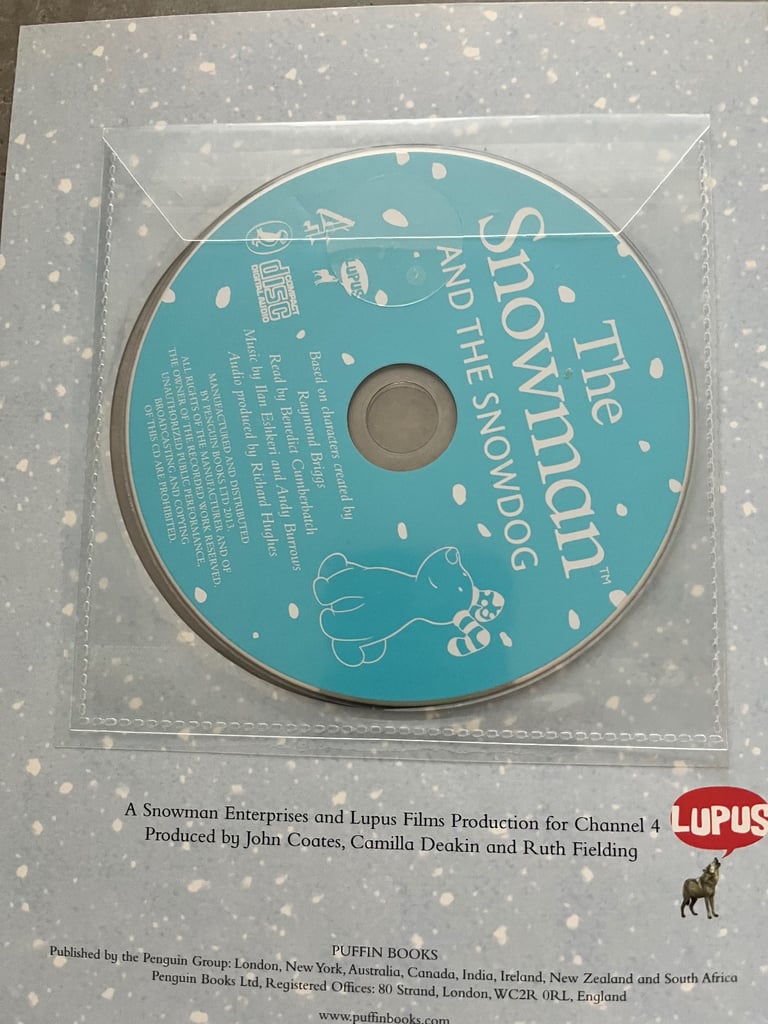 The
Snowman™
AND THE SNOWDOG
4
LUPUS
COMPACT
disc
DIGITAL AUDIO
Based on characters created by
Raymond Briggs
Read by Benedict Cumberbatch
Music by Ilan Eshkeri and Andy Burrows
Audio produced by Richard Hughes
MANUFACTURED AND DISTRIBUTED
BY PENGUIN BOOKS LTD 2013.
ALL RIGHTS OF THE MANUFACTURER AND OF
THE OWNER OF THE RECORDED WORK RESERVED.
UNAUTHORIZED PUBLIC PERFORMANCE,
BROADCASTING AND COPYING
OF THIS CD ARE PROHIBITED.
A Snowman Enterprises and Lupus Films Production for Channel 4
Produced by John Coates, Camilla Deakin and Ruth Fielding
LUPUS
PUFFIN BOOKS
Published by the Penguin Group: London, New York, Australia, Canada, India, Ireland, New Zealand and South Africa
Penguin Books Ltd, Registered Offices: 80 Strand, London, WC2R 0RL, England
www.puffinbooks.com